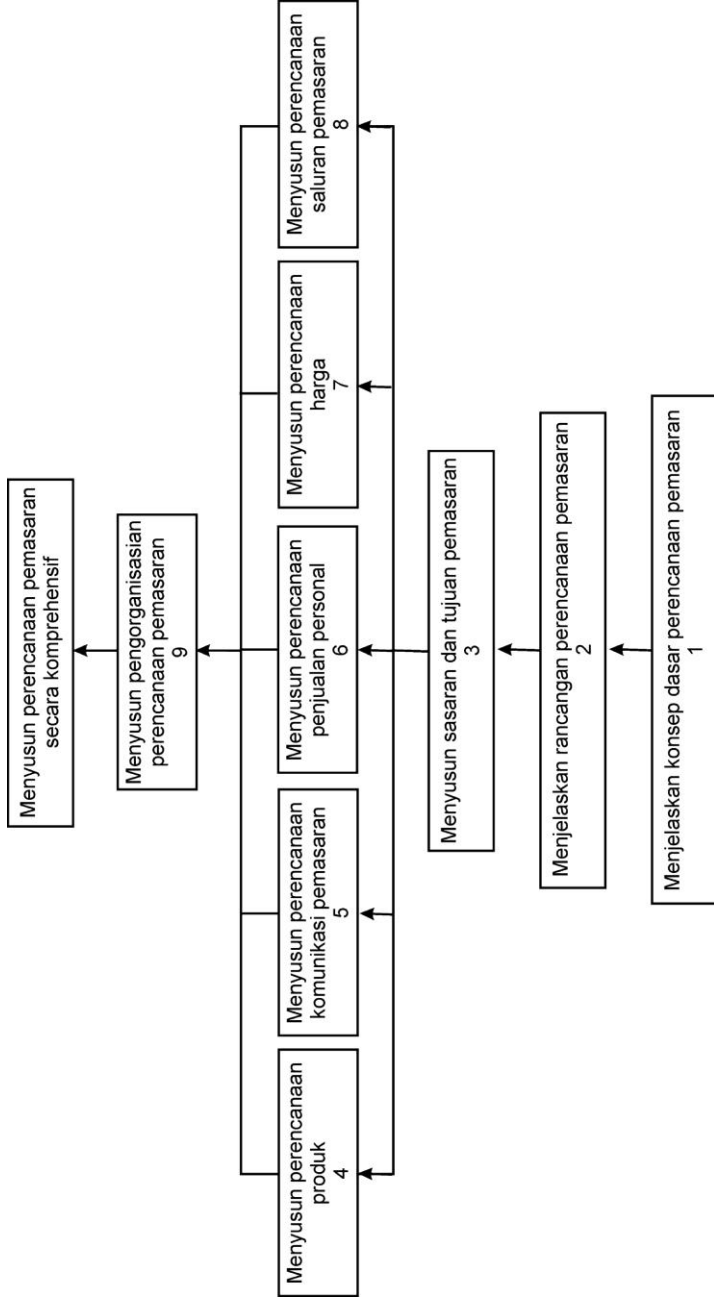 Menyusun perencanaan pemasaran
secara komprehensif
Menyusun pengorganisasian
perencanaan pemasaran
9
Menyusun perencanaan
produk
4
Menyusun perencanaan
komunikasi pemasaran
5
Menyusun perencanaan
penjualan personal
6
Menyusun perencanaan
harga
7
Menyusun perencanaan
saluran pemasaran
8
Menyusun sasaran dan tujuan pemasaran
3
Menjelaskan rancangan perencanaan pemasaran
2
Menjelaskan konsep dasar perencanaan pemasaran
1